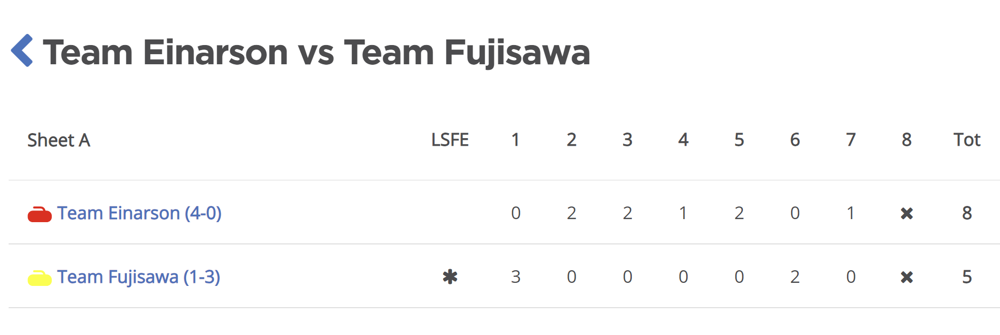 Team Einarson vs Team Fujisawa
Sheet A LSFE 1 2 3 4 5 6 7 8 Tot
Team Einarson (4-0) 0 2 2 1 2 0 1 ✖ 8
Team Fujisawa (1-3) ✱ 3 0 0 0 0 2 0 ✖ 5